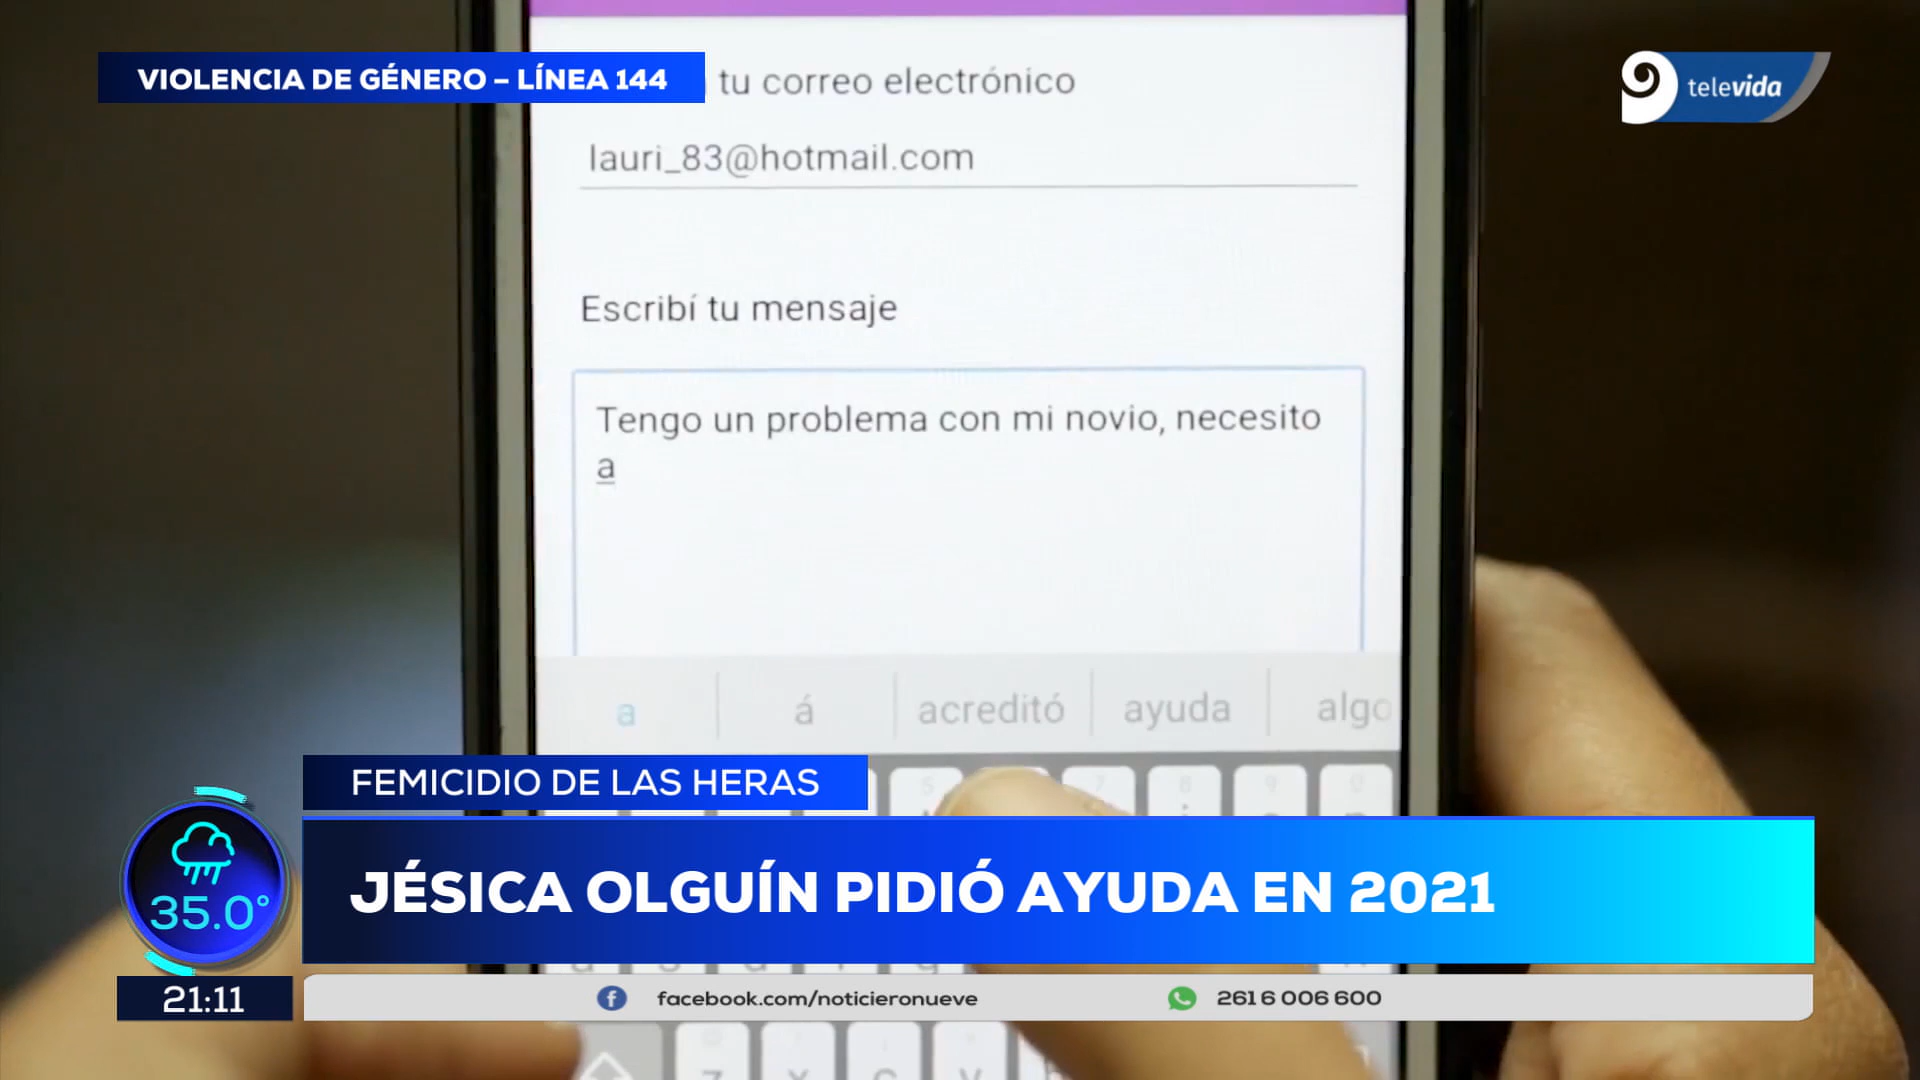 VIOLENCIA DE GÉNERO – LÍNEA 144
tu correo electrónico
9 televida
lauri_83@hotmail.com
Escribí tu mensaje
Tengo un problema con mi novio, necesito
a
a á acreditó ayuda algo
FEMICIDIO DE LAS HERAS
JÉSICA OLGUÍN PIDIÓ AYUDA EN 2021
35.0°
21:11
facebook.com/noticieronueve
261 6 006 600